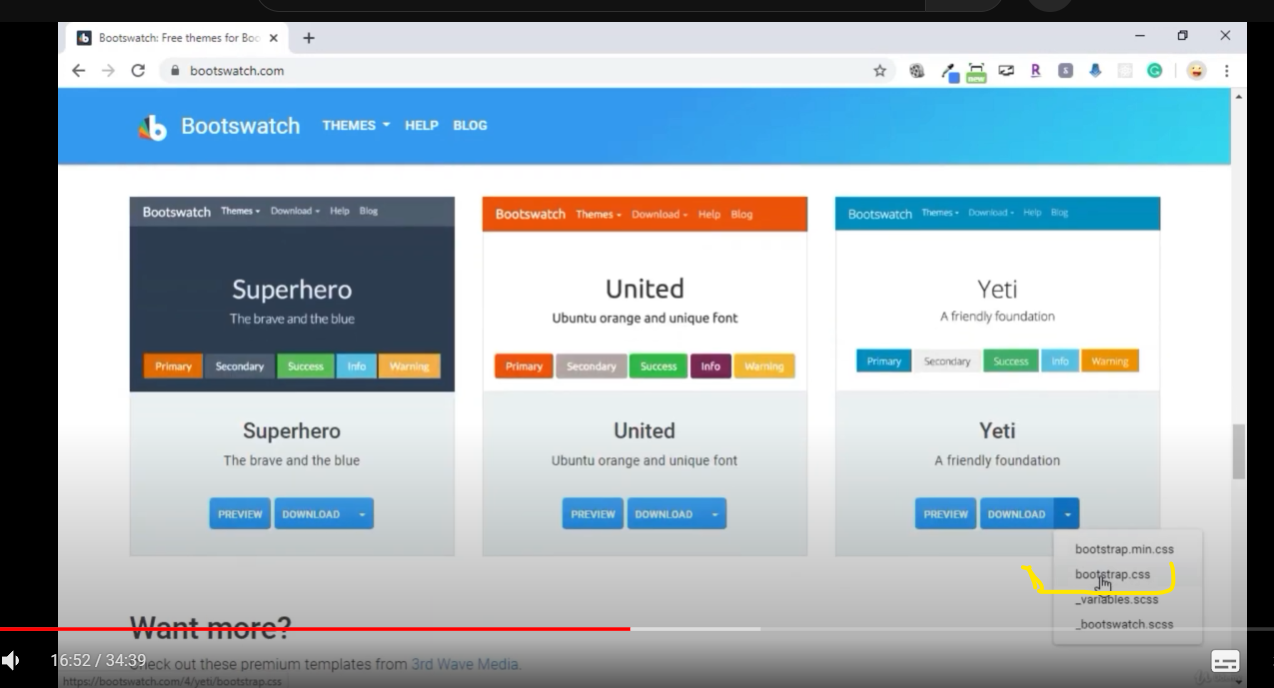 Bootswatch: Free themes for Boo
bootswatch.com
Bootswatch THEMES HELP BLOG
Bootswatch Themes Download Help Blog
Superhero
The brave and the blue
Primary Secondary Success Info Warning
Superhero
The brave and the blue
PREVIEW DOWNLOAD
Bootswatch Themes Download Help Blog
United
Ubuntu orange and unique font
Primary Secondary Success Info Warning
United
Ubuntu orange and unique font
PREVIEW DOWNLOAD
Bootswatch Themes Download Help Blog
Yeti
A friendly foundation
Primary Secondary Success Info Warning
Yeti
A friendly foundation
PREVIEW DOWNLOAD
bootstrap.min.css
bootstrap.css
_variables.scss
_bootswatch.scss
Want more?
16:52 / 34:39
Check out these premium templates from 3rd Wave Media.
https://bootswatch.com/4/yeti/bootstrap.css